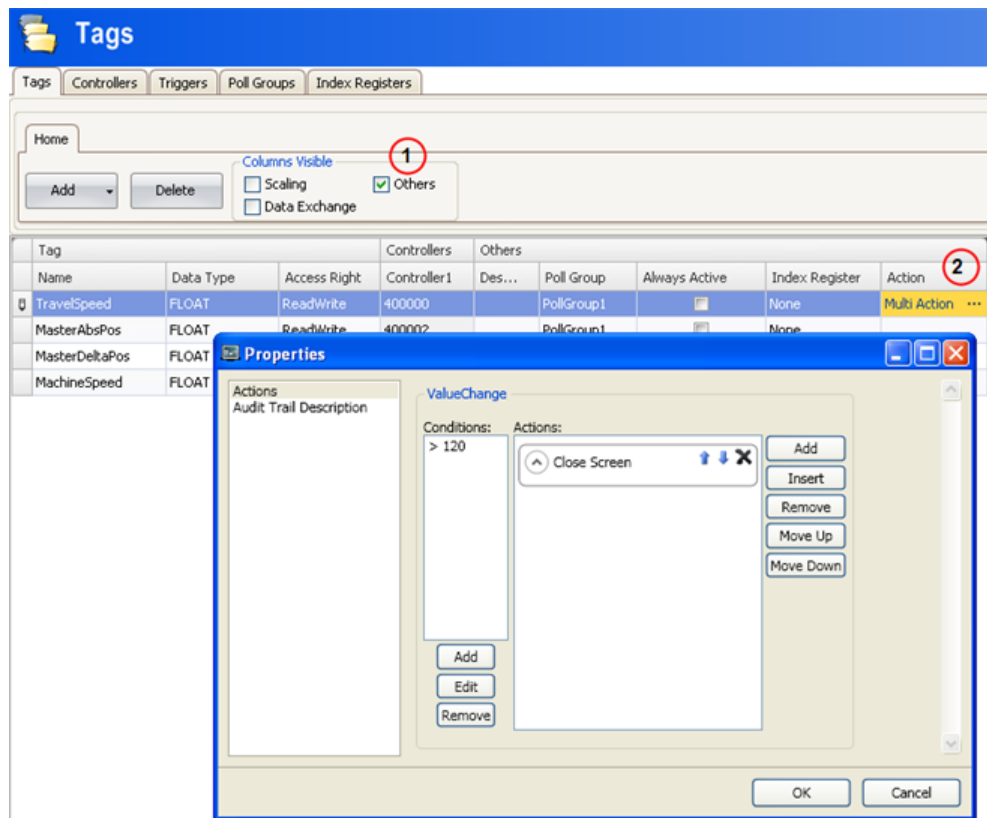 Tags
Tags Controllers Triggers Poll Groups Index Registers
Home
Columns Visible 1
Add Delete Scaling Others
Data Exchange
Tag Controllers Others
Name Data Type Access Right Controller1 Des... Poll Group Always Active Index Register Action 2
TravelSpeed FLOAT ReadWrite 400000 PollGroup1 None Multi Action ...
MasterAbsPos FLOAT ReadWrite 400002 PollGroup1 None
MasterDeltaPos FLOAT
MachineSpeed FLOAT
Properties
Actions
Audit Trail Description
ValueChange
Conditions: Actions:
> 120
Close Screen
Add
Insert
Remove
Move Up
Move Down
Add
Edit
Remove
OK Cancel